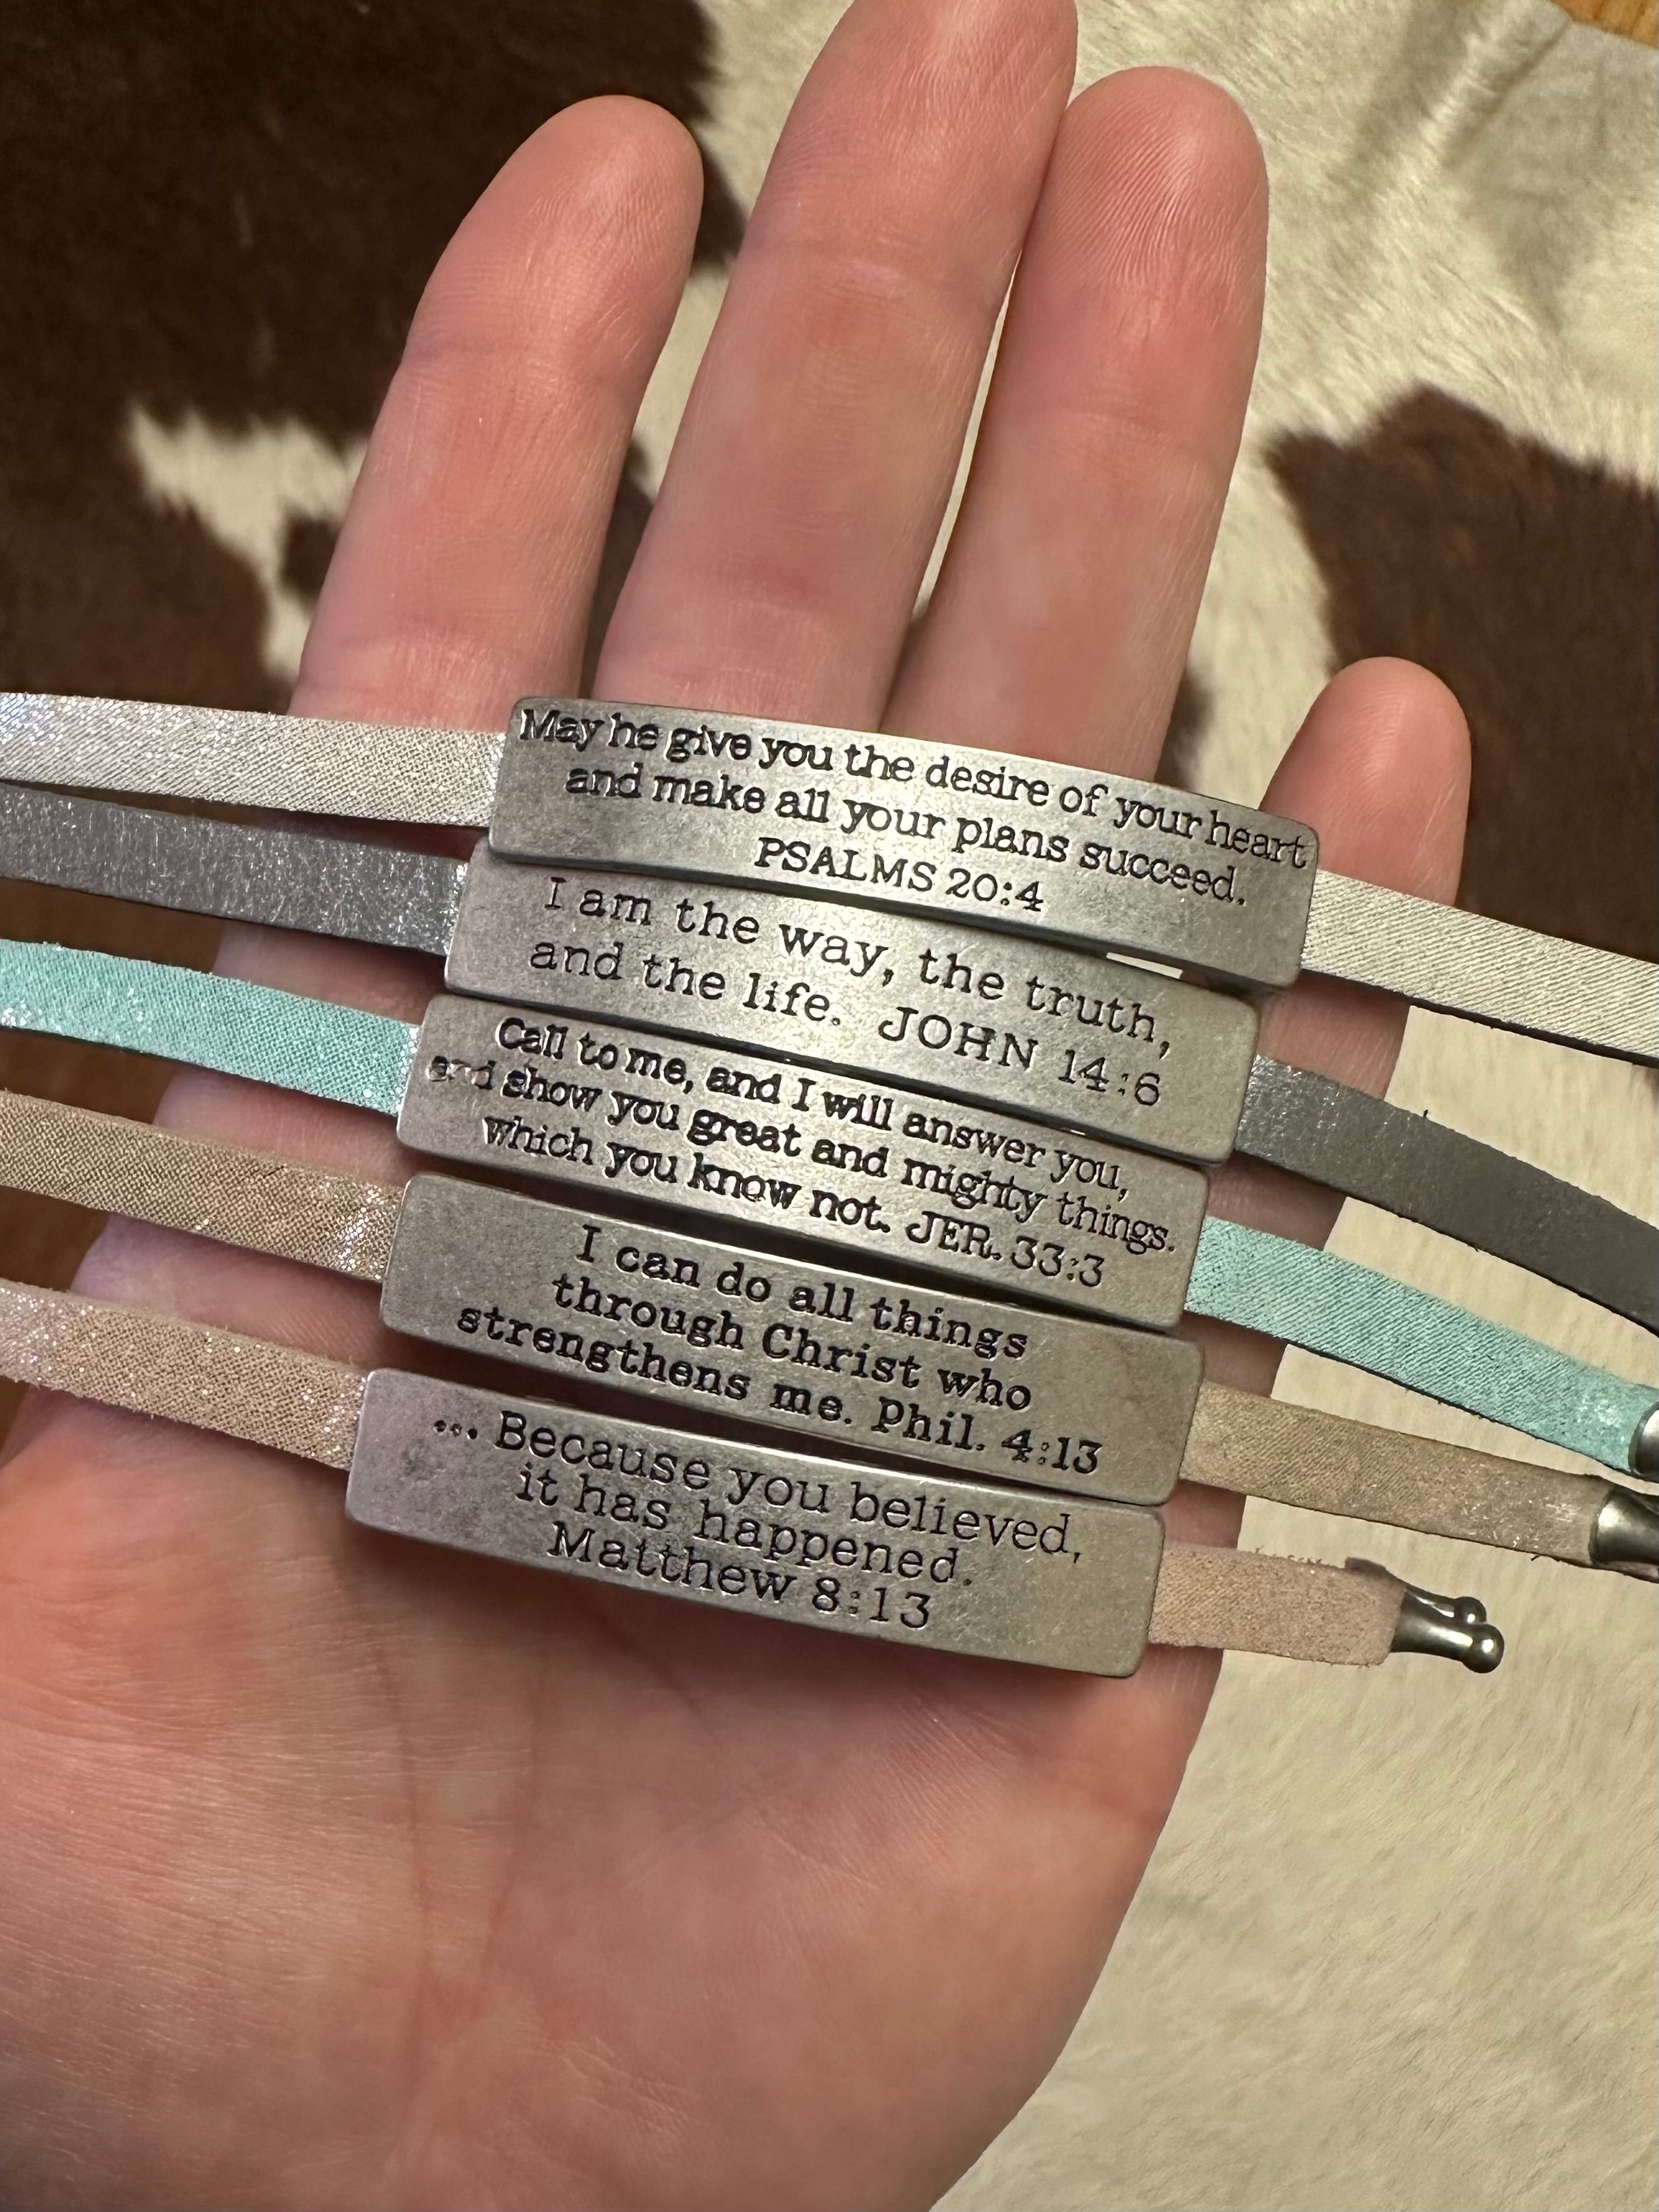 May he give you the desire of your heart
and make all your plans succeed.
PSALMS 20:4
I am the way, the truth,
and the life. JOHN 14:6
Call to me, and I will answer you,
and show you great and mighty things.
which you know not. JER. 33:3
I can do all things
through Christ who
strengthens me. Phil. 4:13
... Because you believed,
it has happened.
Matthew 8:13